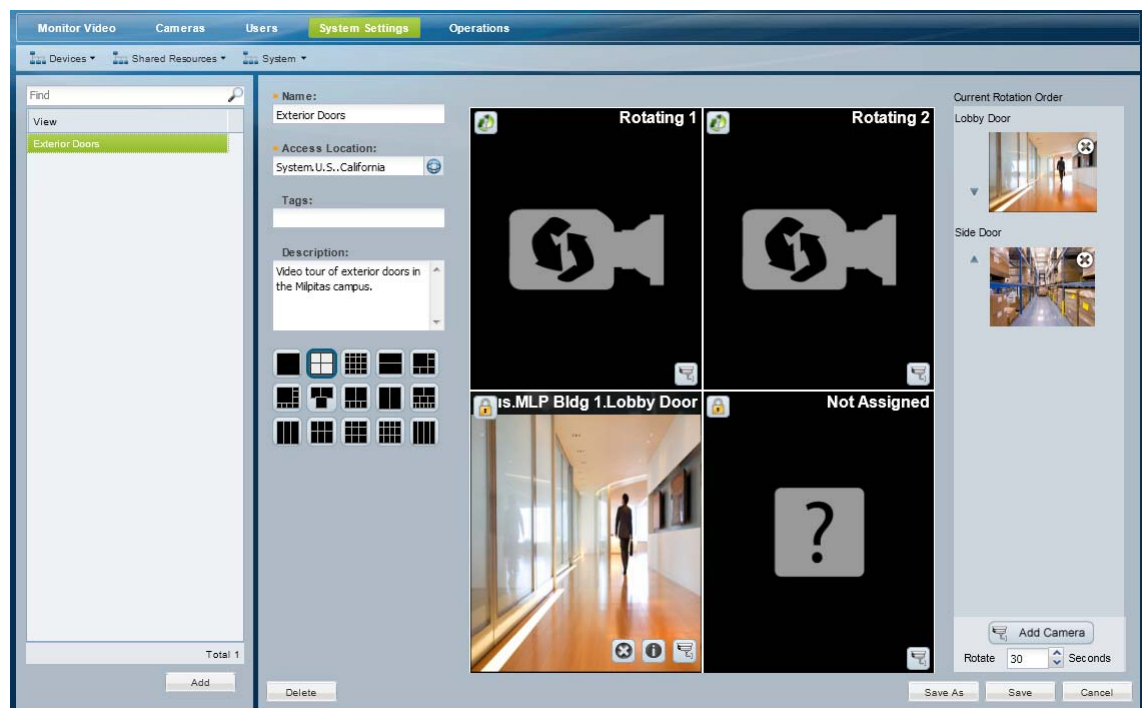 Monitor Video Cameras Users System Settings Operations
Devices Shared Resources System
Find
View
Exterior Doors
Total 1
Add
Name:
Exterior Doors
Access Location:
System.U.S..California
Tags:
Description:
Video tour of exterior doors in
the Milpitas campus.
Delete
Rotating 1
Rotating 2
us.MLP Bldg 1.Lobby Door
Not Assigned
?
Current Rotation Order
Lobby Door
Side Door
Add Camera
Rotate 30 Seconds
Save As Save Cancel